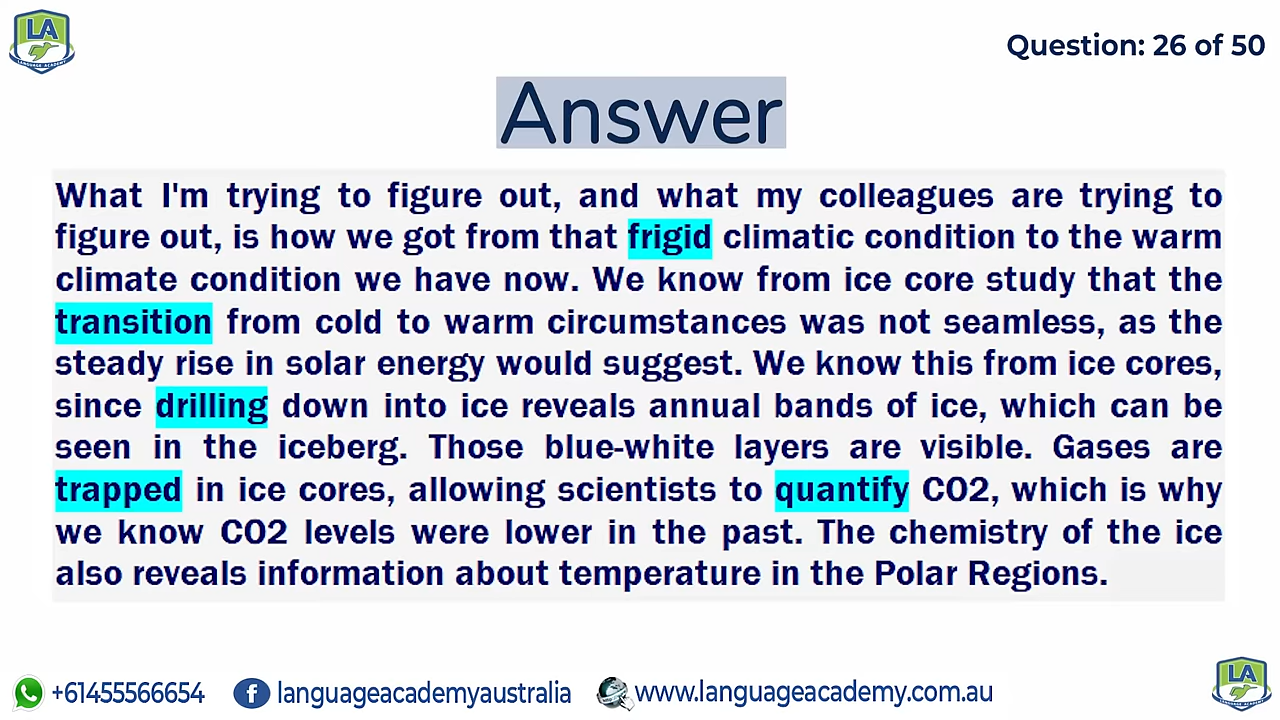 LA
LANGUAGE ACADEMY
Question: 26 of 50
Answer
What I'm trying to figure out, and what my colleagues are trying to
figure out, is how we got from that frigid climatic condition to the warm
climate condition we have now. We know from ice core study that the
transition from cold to warm circumstances was not seamless, as the
steady rise in solar energy would suggest. We know this from ice cores,
since drilling down into ice reveals annual bands of ice, which can be
seen in the iceberg. Those blue-white layers are visible. Gases are
trapped in ice cores, allowing scientists to quantify CO2, which is why
we know CO2 levels were lower in the past. The chemistry of the ice
also reveals information about temperature in the Polar Regions.
+61455566654 languageacademyaustralia www.languageacademy.com.au
LA
LANGUAGE ACADEMY